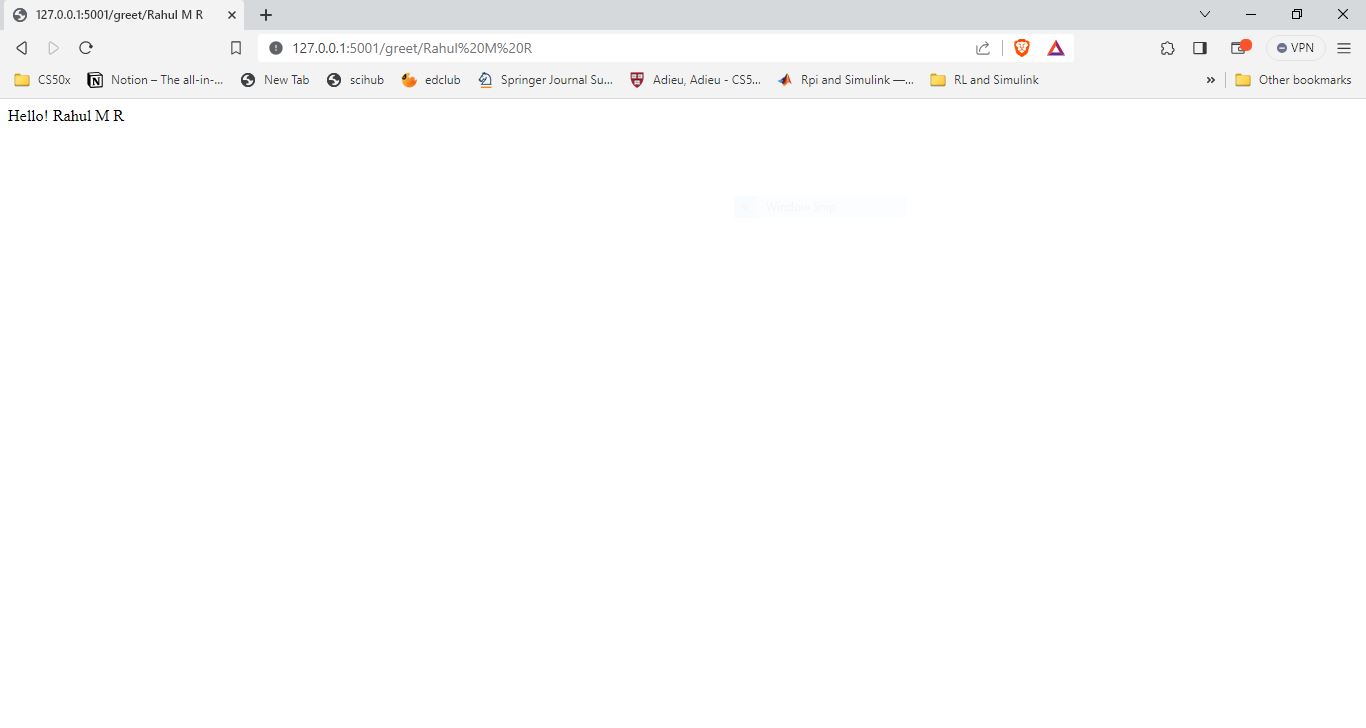 127.0.0.1:5001/greet/Rahul M R
127.0.0.1:5001/greet/Rahul%20M%20R
VPN
CS50x
Notion – The all-in-...
New Tab
scihub
edclub
Springer Journal Su...
Adieu, Adieu - CS5...
Rpi and Simulink —...
RL and Simulink
»
Other bookmarks
Hello! Rahul M R
Window Snip